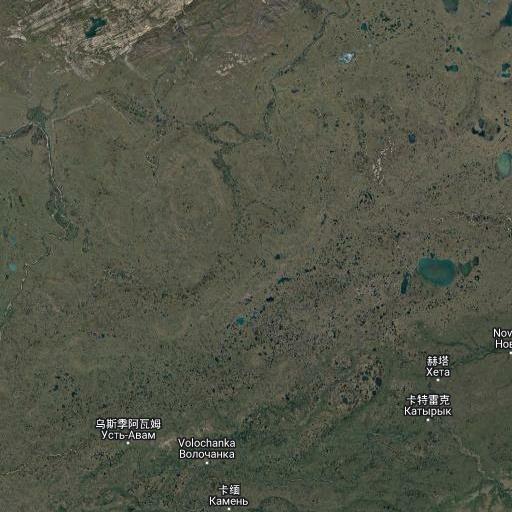 Nov
Нов
赫塔
Хета
卡特雷克
Катырык
乌斯季阿瓦姆
Усть-Авам
Volochanka
Волочанка
卡缅
Камень